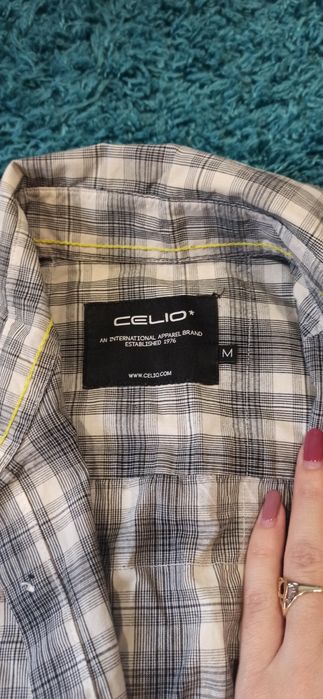 CELIO*
AN INTERNATIONAL APPAREL BRAND
ESTABLISHED 1976
WWW.CELIO.COM
M